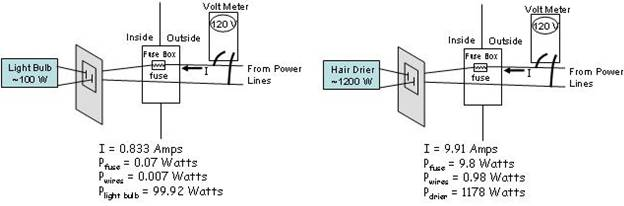 Volt Meter
120 V
Inside Outside
Fuse Box
Light Bulb
~100 W
fuse
I
From Power
Lines
I = 0.833 Amps
Pfuse = 0.07 Watts
Pwires = 0.007 Watts
Plight bulb = 99.92 Watts
Volt Meter
120 V
Inside Outside
Fuse Box
Hair Drier
~1200 W
fuse
I
From Power
Lines
I = 9.91 Amps
Pfuse = 9.8 Watts
Pwires = 0.98 Watts
Pdrier = 1178 Watts